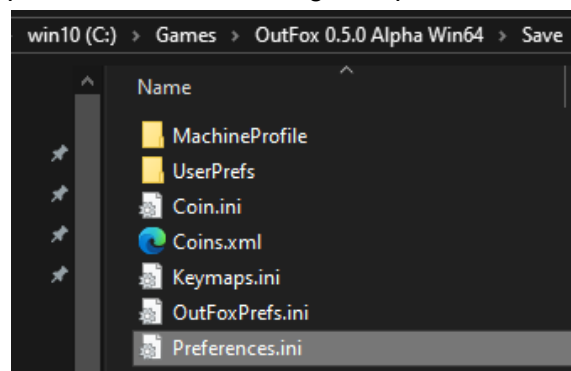 win10 (C:) > Games > OutFox 0.5.0 Alpha Win64 > Save
Name
MachineProfile
UserPrefs
Coin.ini
Coins.xml
Keymaps.ini
OutFoxPrefs.ini
Preferences.ini